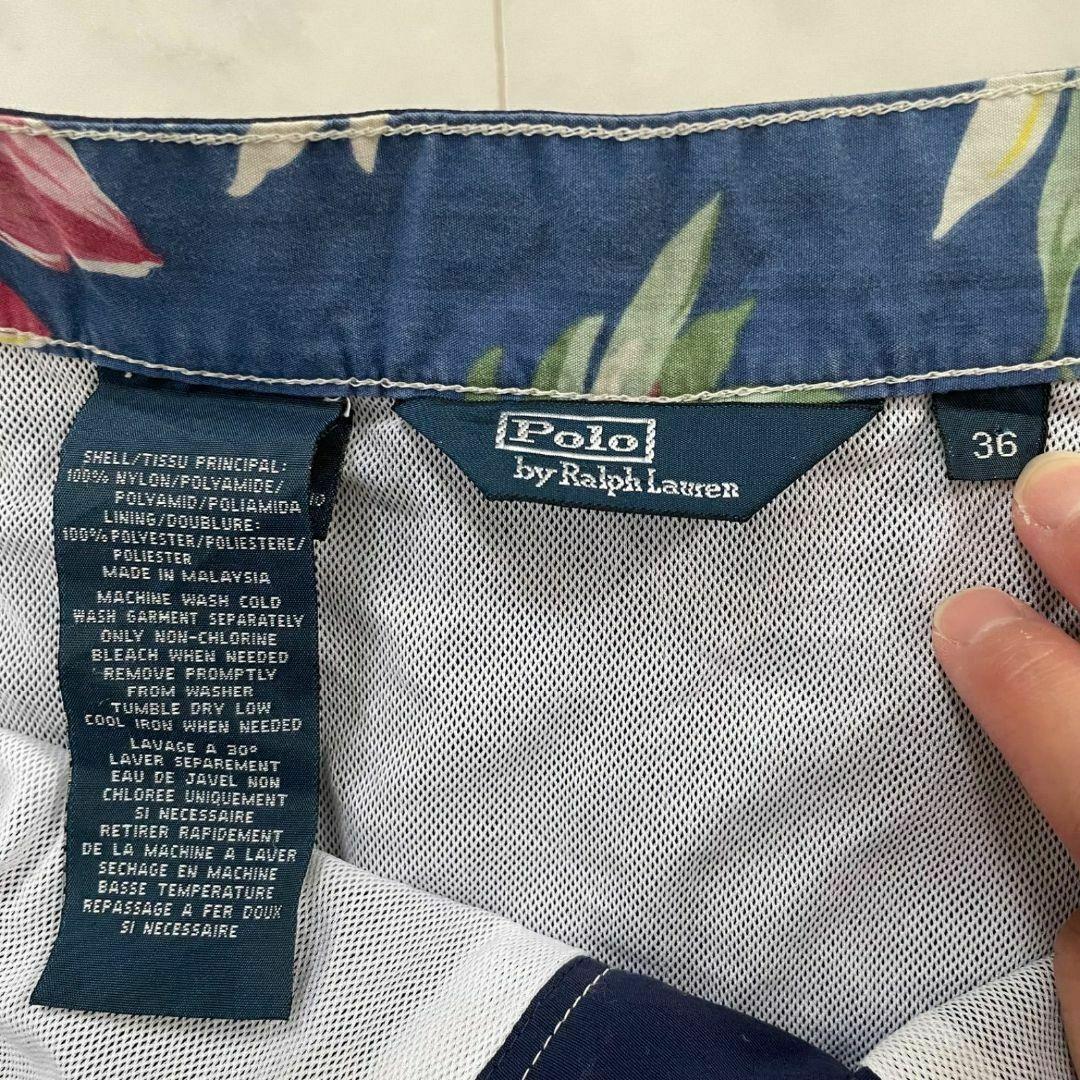 Polo
by Ralph Lauren
36
SHELL/TISSU PRINCIPAL:
100% NYLON/POLYAMIDE/
POLYAMID/POLIAMIDA
LINING/DOUBLURE:
100% POLYESTER/POLIESTERE/
POLIESTER
MADE IN MALAYSIA
MACHINE WASH COLD
WASH GARMENT SEPARATELY
ONLY NON-CHLORINE
BLEACH WHEN NEEDED
REMOVE PROMPTLY
FROM WASHER
TUMBLE DRY LOW
COOL IRON WHEN NEEDED
LAVAGE A 30°
LAVER SEPAREMENT
EAU DE JAVEL NON
CHLOREE UNIQUEMENT
SI NECESSAIRE
RETIRER RAPIDEMENT
DE LA MACHINE A LAVER
SECHAGE EN MACHINE
BASSE TEMPERATURE
REPASSAGE A FER DOUX
SI NECESSAIRE